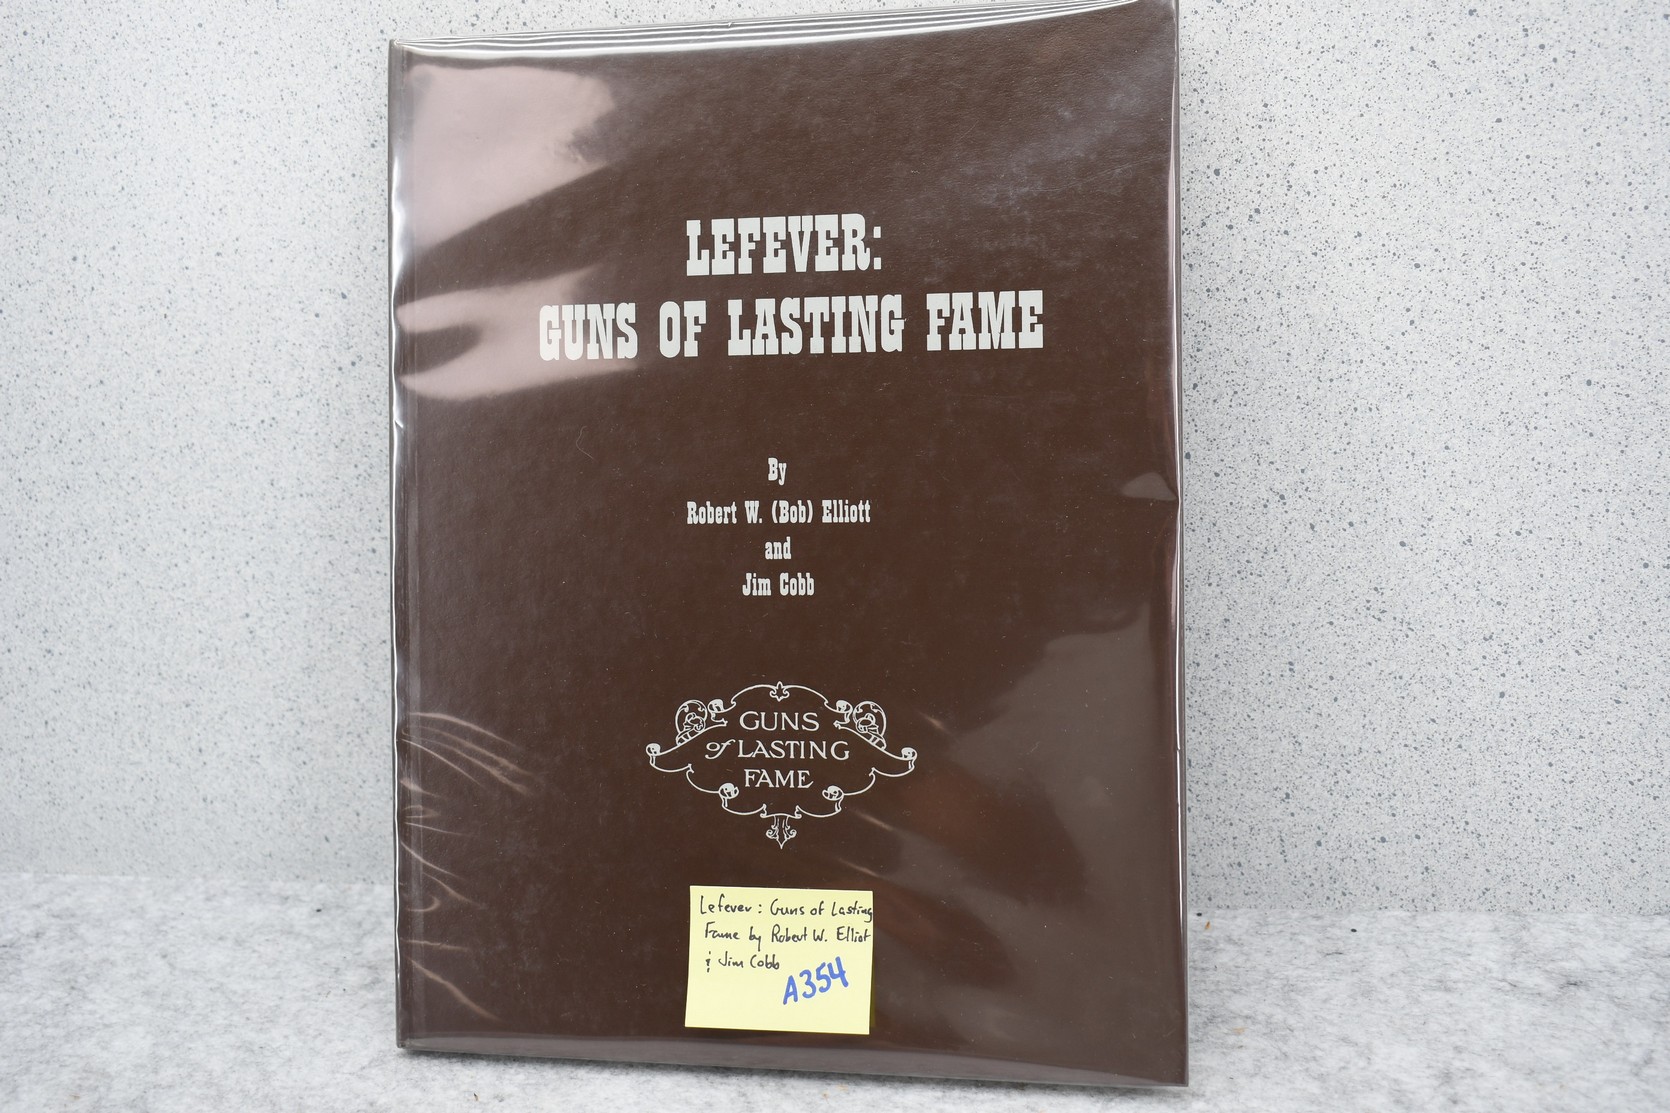 LEFEVER:
GUNS OF LASTING FAME
By
Robert W. (Bob) Elliott
and
Jim Cobb
GUNS
of LASTING
FAME
Lefever: Guns of Lasting
Fame by Robert W. Elliot
& Jim Cobb
A354